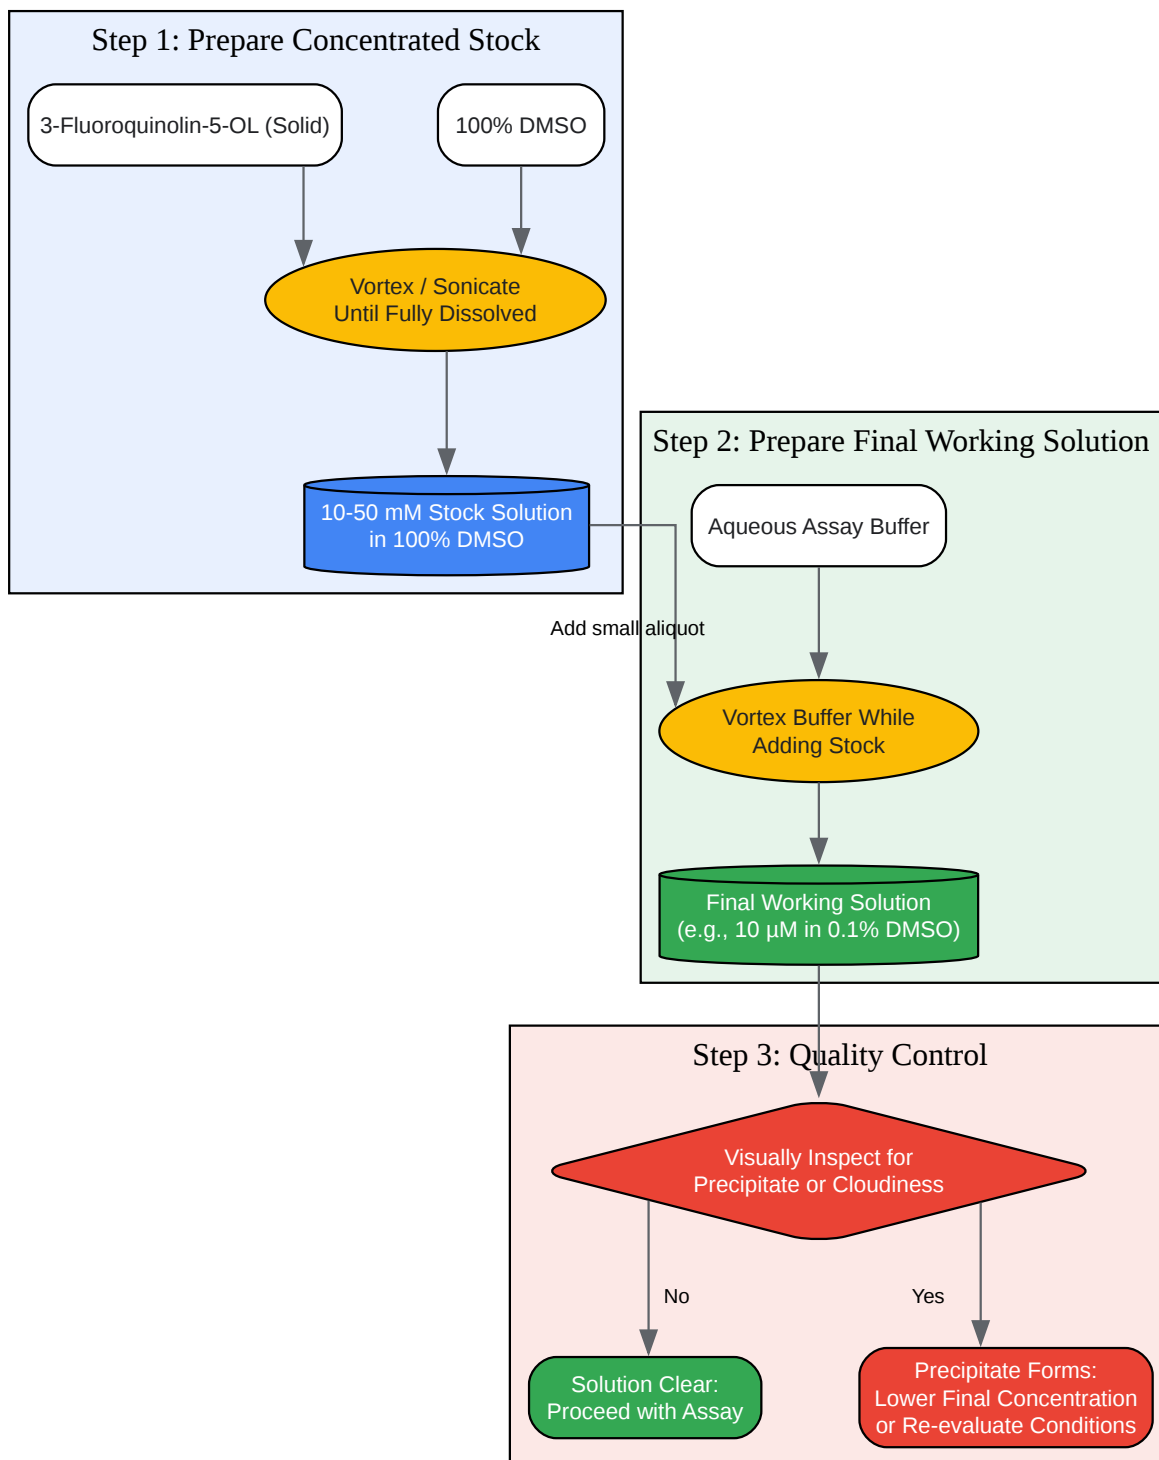 Step 1: Prepare Concentrated Stock
3-Fluoroquinolin-5-OL (Solid)
100% DMSO
Vortex / Sonicate
Until Fully Dissolved
10-50 mM Stock Solution
in 100% DMSO
Add small aliquot
Step 2: Prepare Final Working Solution
Aqueous Assay Buffer
Vortex Buffer While
Adding Stock
Final Working Solution
(e.g., 10 µM in 0.1% DMSO)
Step 3: Quality Control
Visually Inspect for
Precipitate or Cloudiness
No
Yes
Solution Clear:
Proceed with Assay
Precipitate Forms:
Lower Final Concentration
or Re-evaluate Conditions